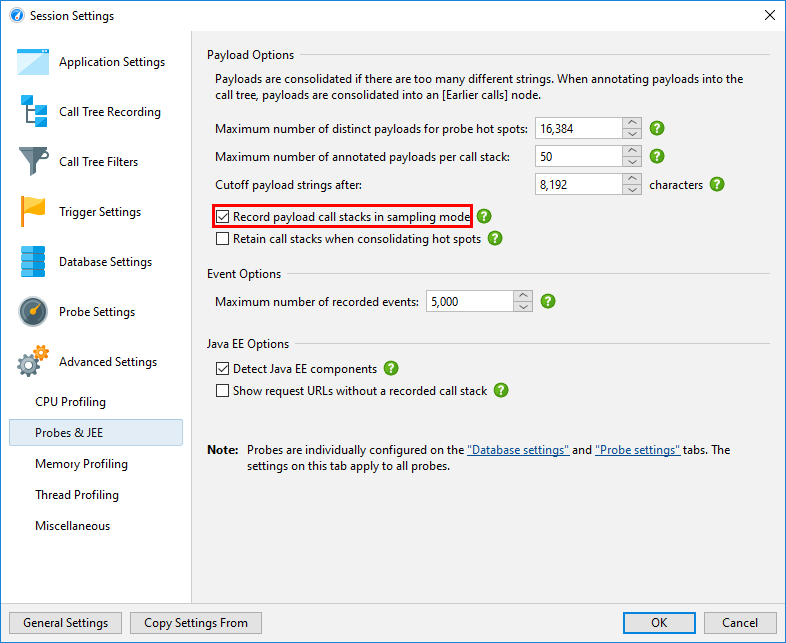 Session Settings
Application Settings
Call Tree Recording
Call Tree Filters
Trigger Settings
Database Settings
Probe Settings
Advanced Settings
CPU Profiling
Probes & JEE
Memory Profiling
Thread Profiling
Miscellaneous
Payload Options
Payloads are consolidated if there are too many different strings. When annotating payloads into the
call tree, payloads are consolidated into an [Earlier calls] node.
Maximum number of distinct payloads for probe hot spots: 16,384 ?
Maximum number of annotated payloads per call stack: 50 ?
Cutoff payload strings after: 8,192 characters ?
Record payload call stacks in sampling mode ?
Retain call stacks when consolidating hot spots ?
Event Options
Maximum number of recorded events: 5,000 ?
Java EE Options
Detect Java EE components ?
Show request URLs without a recorded call stack ?
Note: Probes are individually configured on the "Database settings" and "Probe settings" tabs. The
settings on this tab apply to all probes.
General Settings Copy Settings From OK Cancel